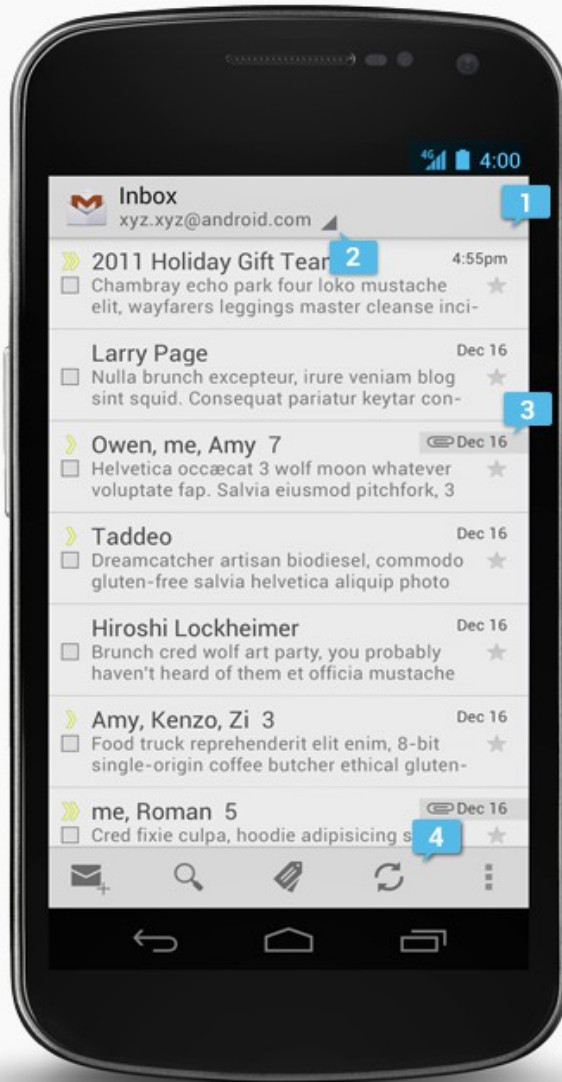 4G 4:00
Inbox
1
xyz.xyz@android.com
2
2011 Holiday Gift 4:55pm
Chambray echo park four loko mustache
elit, wayfarers leggings master cleanse inci-
Larry Page Dec 16
Nulla brunch excepteur, irure veniam blog
sint squid. Consequat pariatur keytar con-
3
Owen, me, Amy 7 Dec 16
Helvetica occæcat 3 wolf moon whatever
voluptate fap. Salvia eiusmod pitchfork, 3
Taddeo Dec 16
Dreamcatcher artisan biodiesel, commodo
gluten-free salvia helvetica aliquip photo
Hiroshi Lockheimer Dec 16
Brunch cred wolf art party, you probably
haven't heard of them et officia mustache
Amy, Kenzo, Zi 3 Dec 16
Food truck reprehenderit elit enim, 8-bit
single-origin coffee butcher ethical gluten-
me, Roman 5 Dec 16
Cred fixie culpa, hoodie adipisicing
4